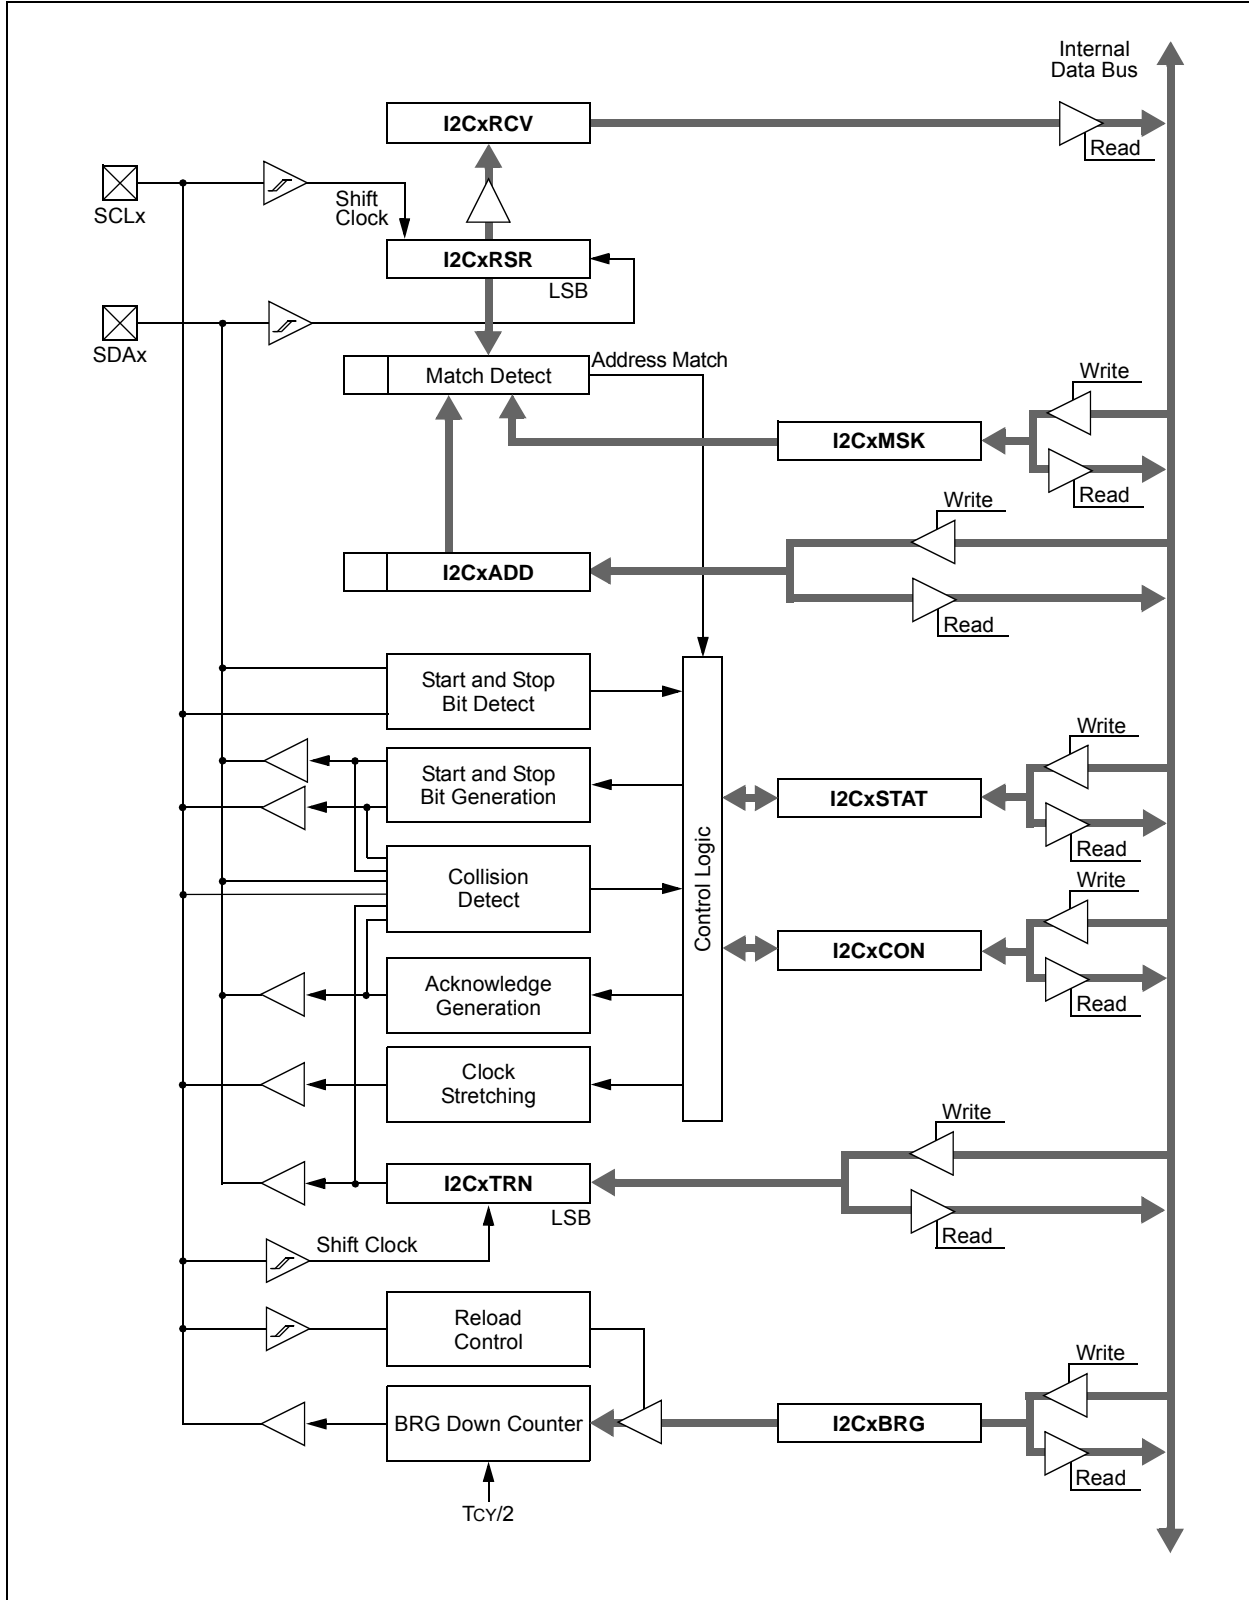 Internal
Data Bus
I2CxRCV
Read
SCLx
Shift
Clock
I2CxRSR
LSB
SDAx
Address Match
Match Detect
Write
I2CxMSK
Read
Write
I2CxADD
Read
Start and Stop
Bit Detect
Write
Start and Stop
Bit Generation
I2CxSTAT
Read
Control Logic
Collision
Detect
Write
I2CxCON
Read
Acknowledge
Generation
Clock
Stretching
Write
I2CxTRN
LSB
Read
Shift Clock
Reload
Control
Write
BRG Down Counter
I2CxBRG
Read
TCY/2